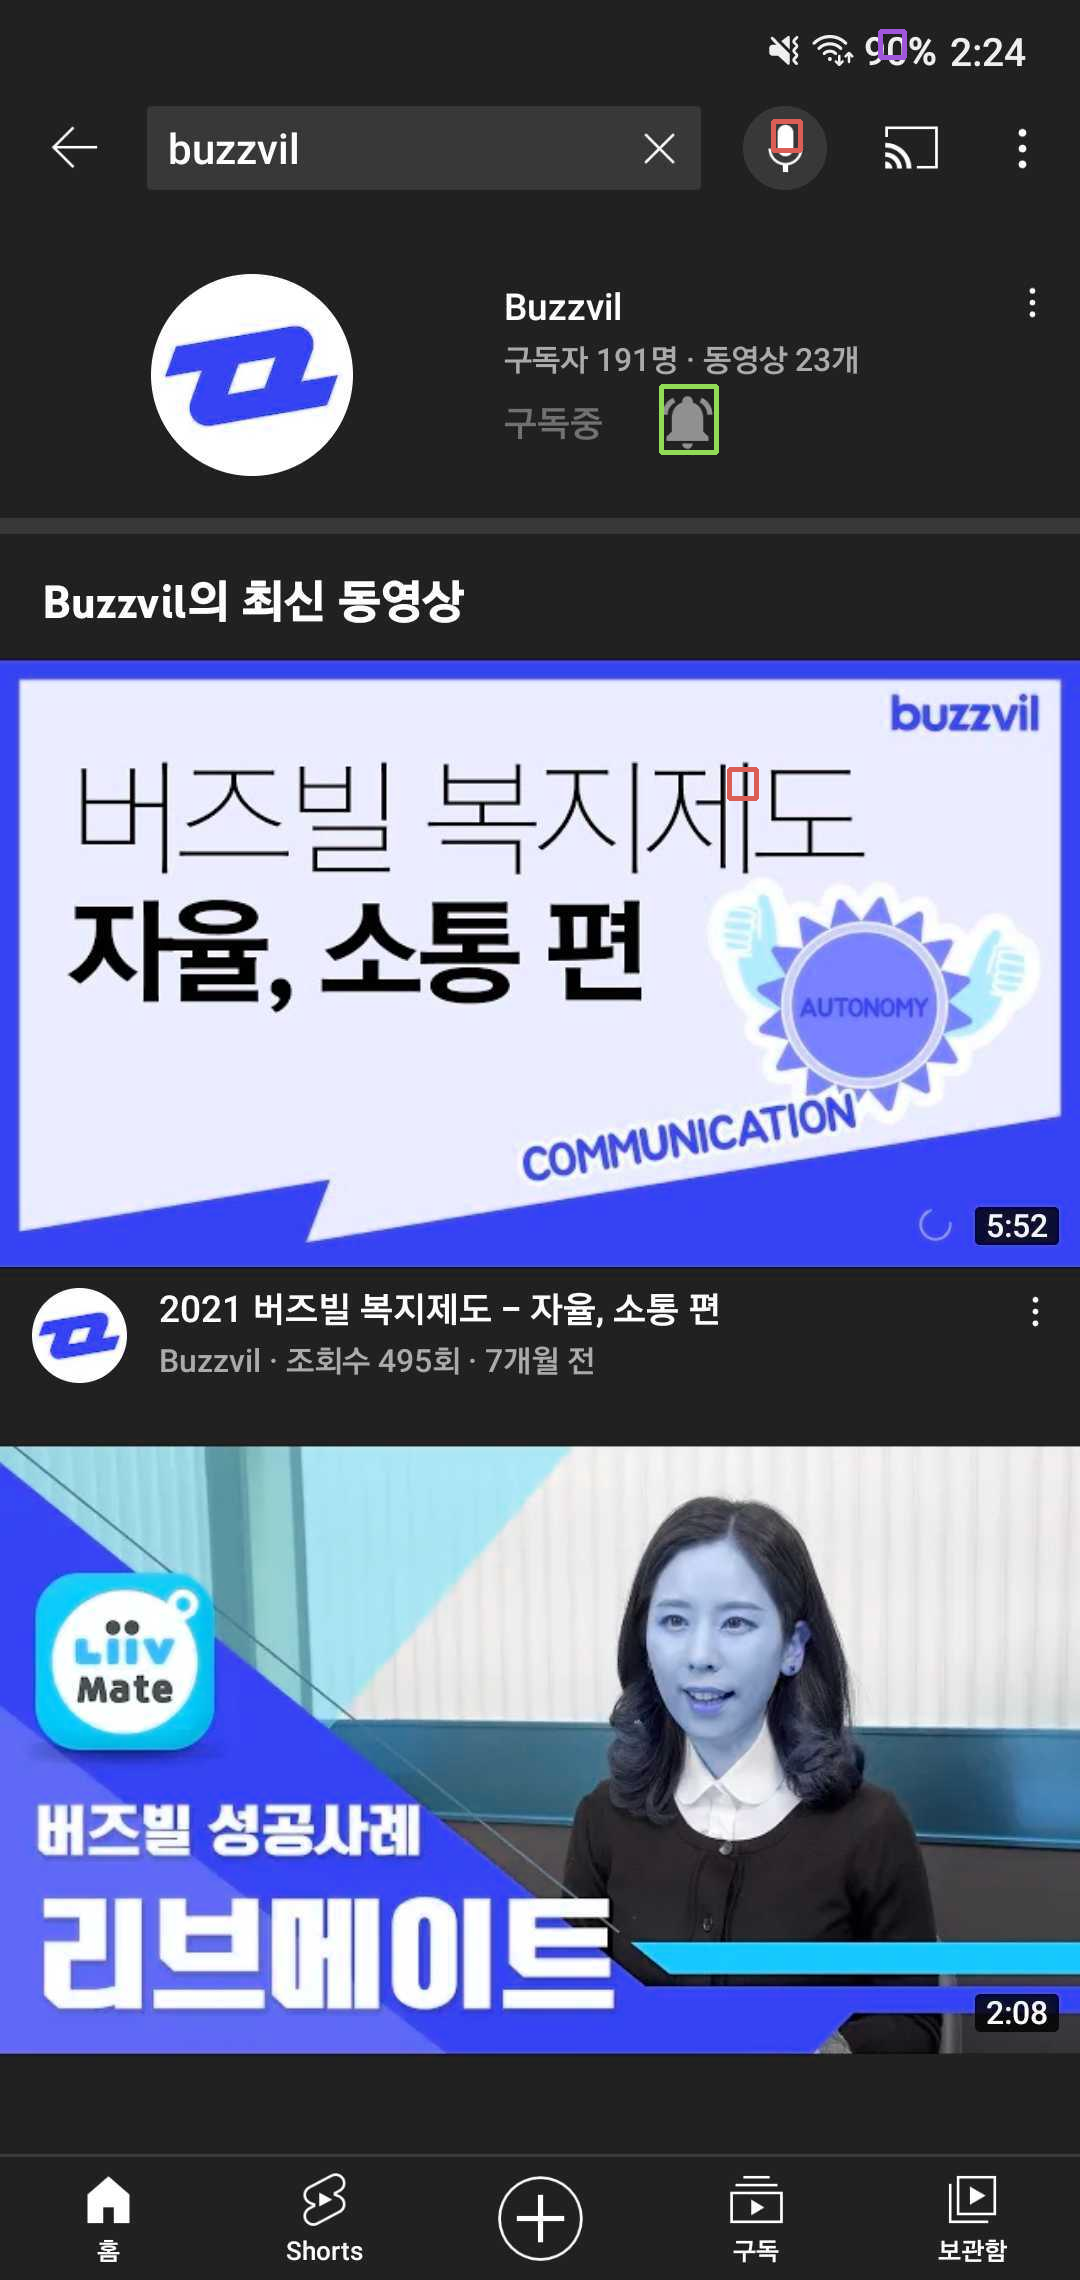 90% 2:24
buzzvil
Buzzvil
구독자 191명 · 동영상 23개
구독중
Buzzvil의 최신 동영상
buzzvil
버즈빌 복지제도
자율, 소통 편
AUTONOMY
COMMUNICATION
5:52
2021 버즈빌 복지제도 – 자율, 소통 편
Buzzvil · 조회수 495회 · 7개월 전
Liiv
Mate
버즈빌 성공사례
리브메이트
2:08
홈 Shorts 구독 보관함